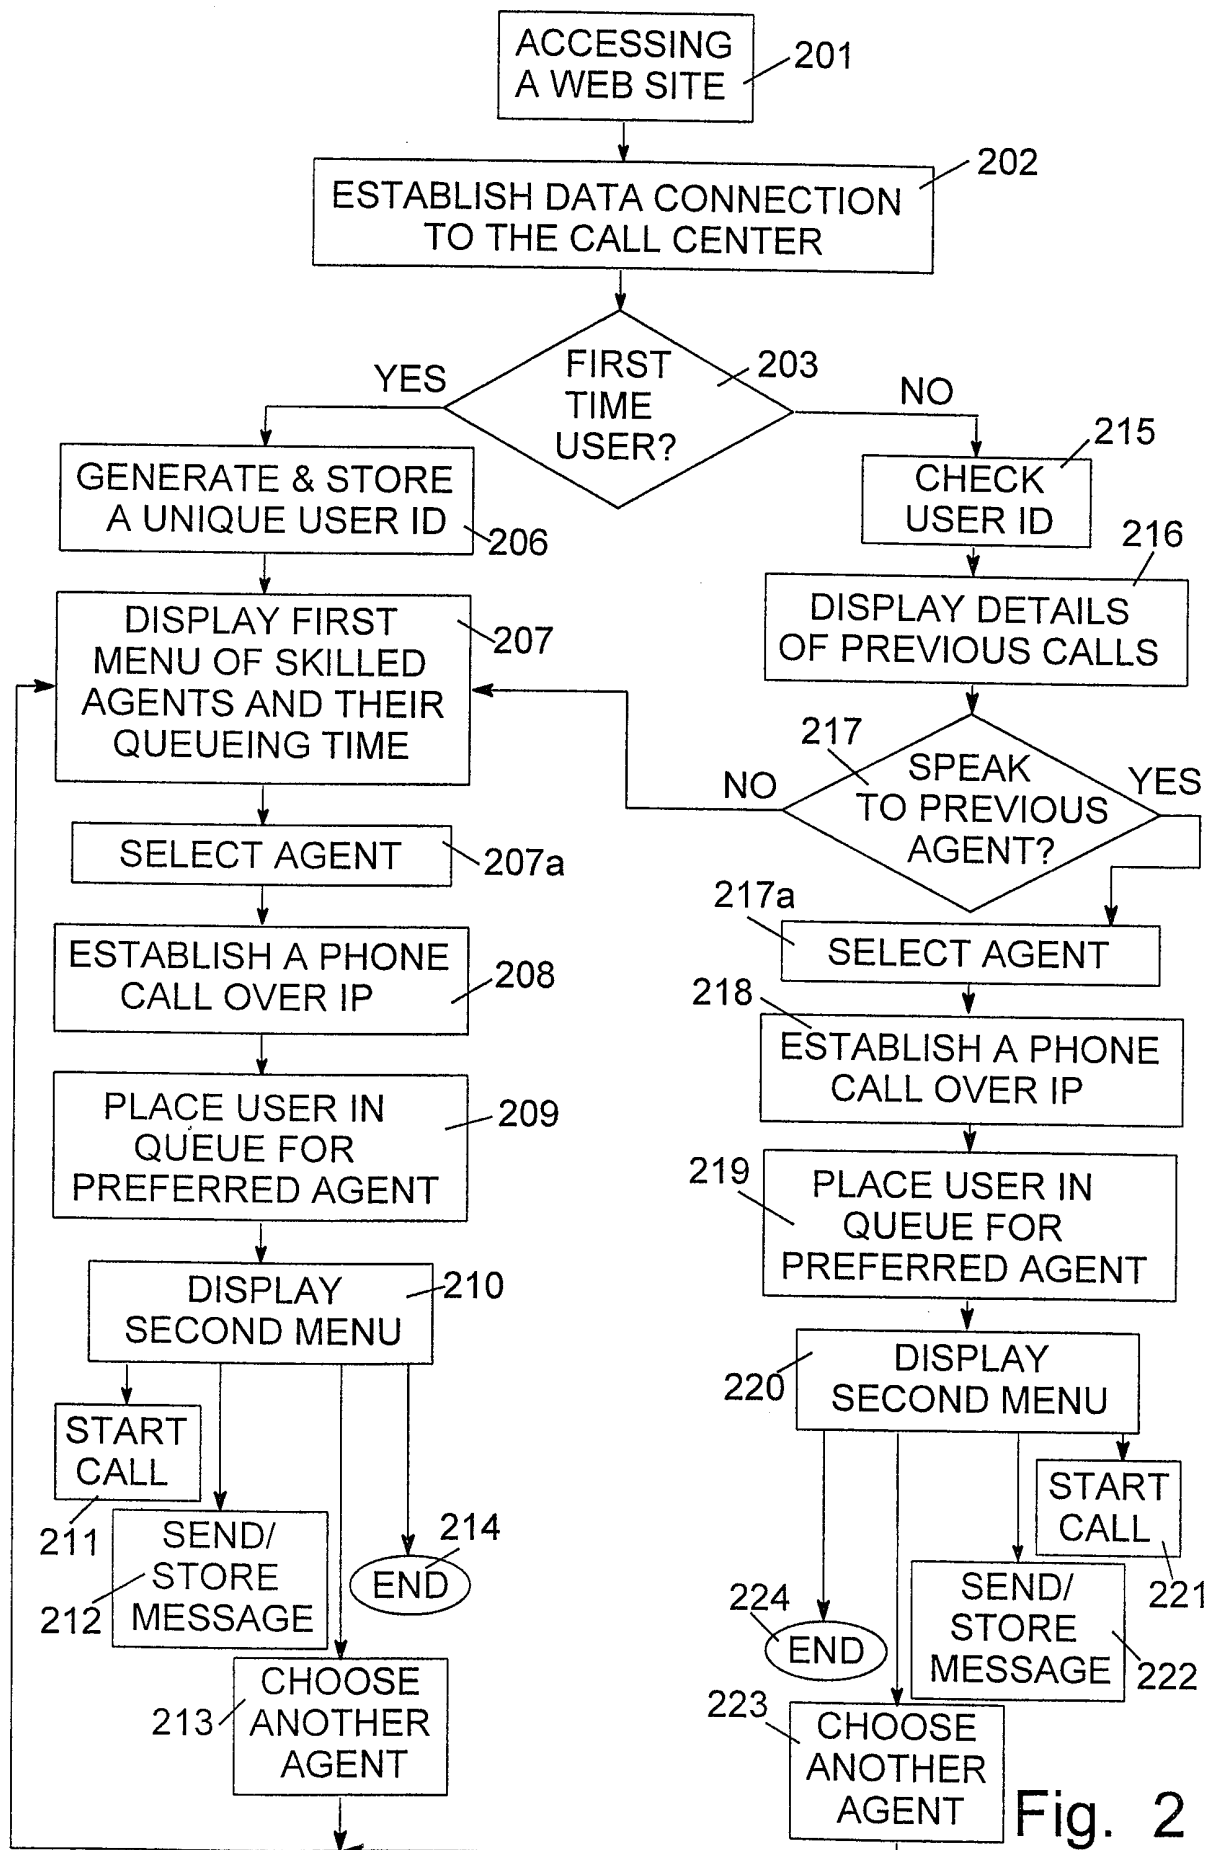 ACCESSING
A WEB SITE
201
202
ESTABLISH DATA CONNECTION
TO THE CALL CENTER
203
FIRST
TIME
USER?
YES
NO
GENERATE & STORE
A UNIQUE USER ID
206
DISPLAY FIRST
MENU OF SKILLED
AGENTS AND THEIR
QUEUEING TIME
207
SELECT AGENT
207a
ESTABLISH A PHONE
CALL OVER IP
208
PLACE USER IN
QUEUE FOR
PREFERRED AGENT
209
DISPLAY
SECOND MENU
210
START
CALL
211
SEND/
STORE
MESSAGE
212
214
END
CHOOSE
ANOTHER
AGENT
213
215
CHECK
USER ID
216
DISPLAY DETAILS
OF PREVIOUS CALLS
217
SPEAK
TO PREVIOUS
AGENT?
NO
YES
217a
SELECT AGENT
218
ESTABLISH A PHONE
CALL OVER IP
219
PLACE USER IN
QUEUE FOR
PREFERRED AGENT
220
DISPLAY
SECOND MENU
START
CALL
221
SEND/
STORE
MESSAGE
222
224
END
223
CHOOSE
ANOTHER
AGENT
Fig. 2